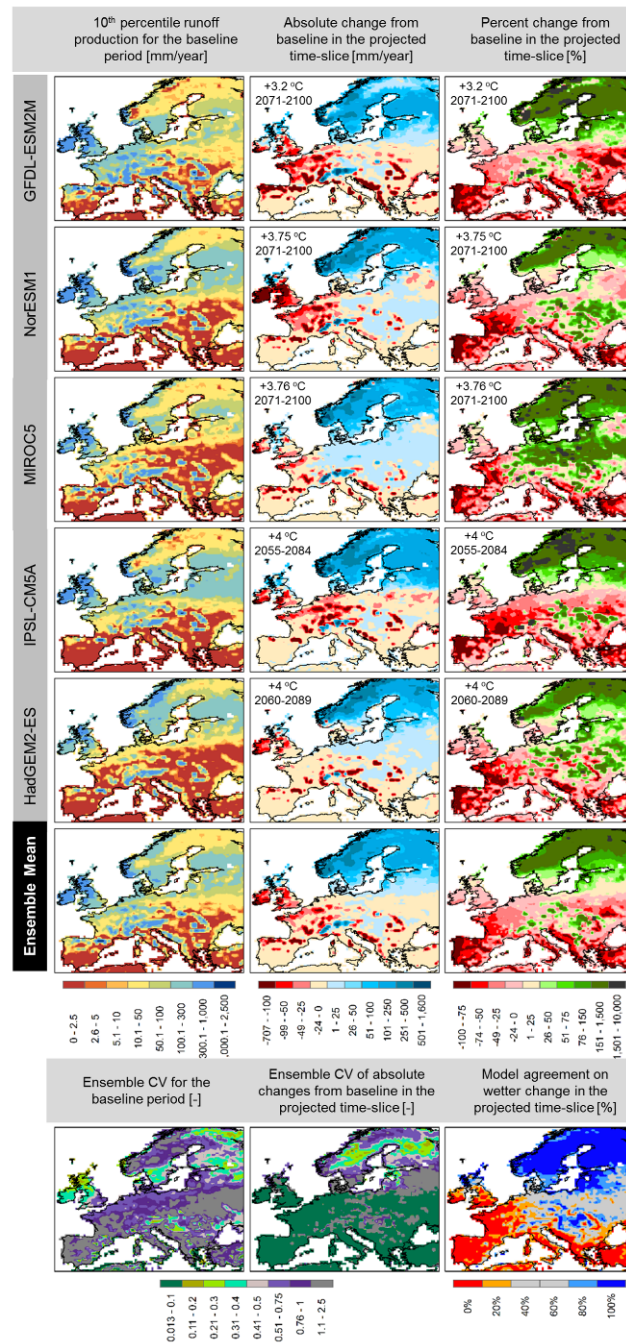 10th percentile runoff
production for the baseline
period [mm/year]
Absolute change from
baseline in the projected
time-slice [mm/year]
Percent change from
baseline in the projected
time-slice [%]
GFDL-ESM2M
+3.2 °C
2071-2100
+3.2 °C
2071-2100
NorESM1
+3.75 °C
2071-2100
+3.75 °C
2071-2100
MIROC5
+3.76 °C
2071-2100
+3.76 °C
2071-2100
IPSL-CM5A
+4 °C
2055-2084
+4 °C
2055-2084
HadGEM2-ES
+4 °C
2060-2089
+4 °C
2060-2089
Ensemble Mean
0 - 2.5
2.6 - 5
5.1 - 10
10.1 - 50
50.1 - 100
100.1 - 300
300.1 - 1,000
,000.1 - 2,500
-707 - -100
-99 - -50
-49 - -25
-24 - 0
1 - 25
26 - 50
51 - 100
101 - 250
251 - 500
501 - 1,600
-100 - -75
-74 - -50
-49 - -25
-24 - 0
1 - 25
26 - 50
51 - 75
76 - 150
151 - 1,500
1,501 - 10,000
Ensemble CV for the
baseline period [-]
Ensemble CV of absolute
changes from baseline in the
projected time-slice [-]
Model agreement on
wetter change in the
projected time-slice [%]
0.013 - 0.1
0.11 - 0.2
0.21 - 0.3
0.31 - 0.4
0.41 - 0.5
0.51 - 0.75
0.76 - 1
1.1 - 2.5
0%
20%
40%
60%
80%
100%